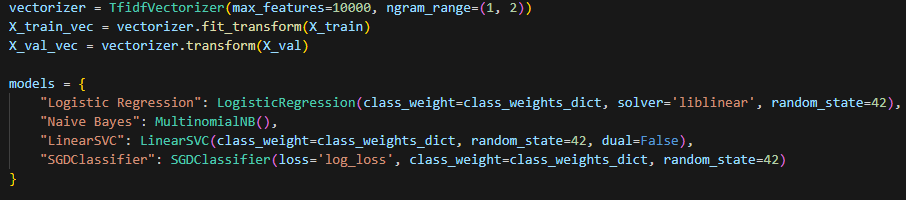 vectorizer = TfidfVectorizer(max_features=10000, ngram_range=(1, 2))
X_train_vec = vectorizer.fit_transform(X_train)
X_val_vec = vectorizer.transform(X_val)
models = {
"Logistic Regression": LogisticRegression(class_weight=class_weights_dict, solver='liblinear', random_state=42),
"Naive Bayes": MultinomialNB(),
"LinearSVC": LinearSVC(class_weight=class_weights_dict, random_state=42, dual=False),
"SGDClassifier": SGDClassifier(loss='log_loss', class_weight=class_weights_dict, random_state=42)
}